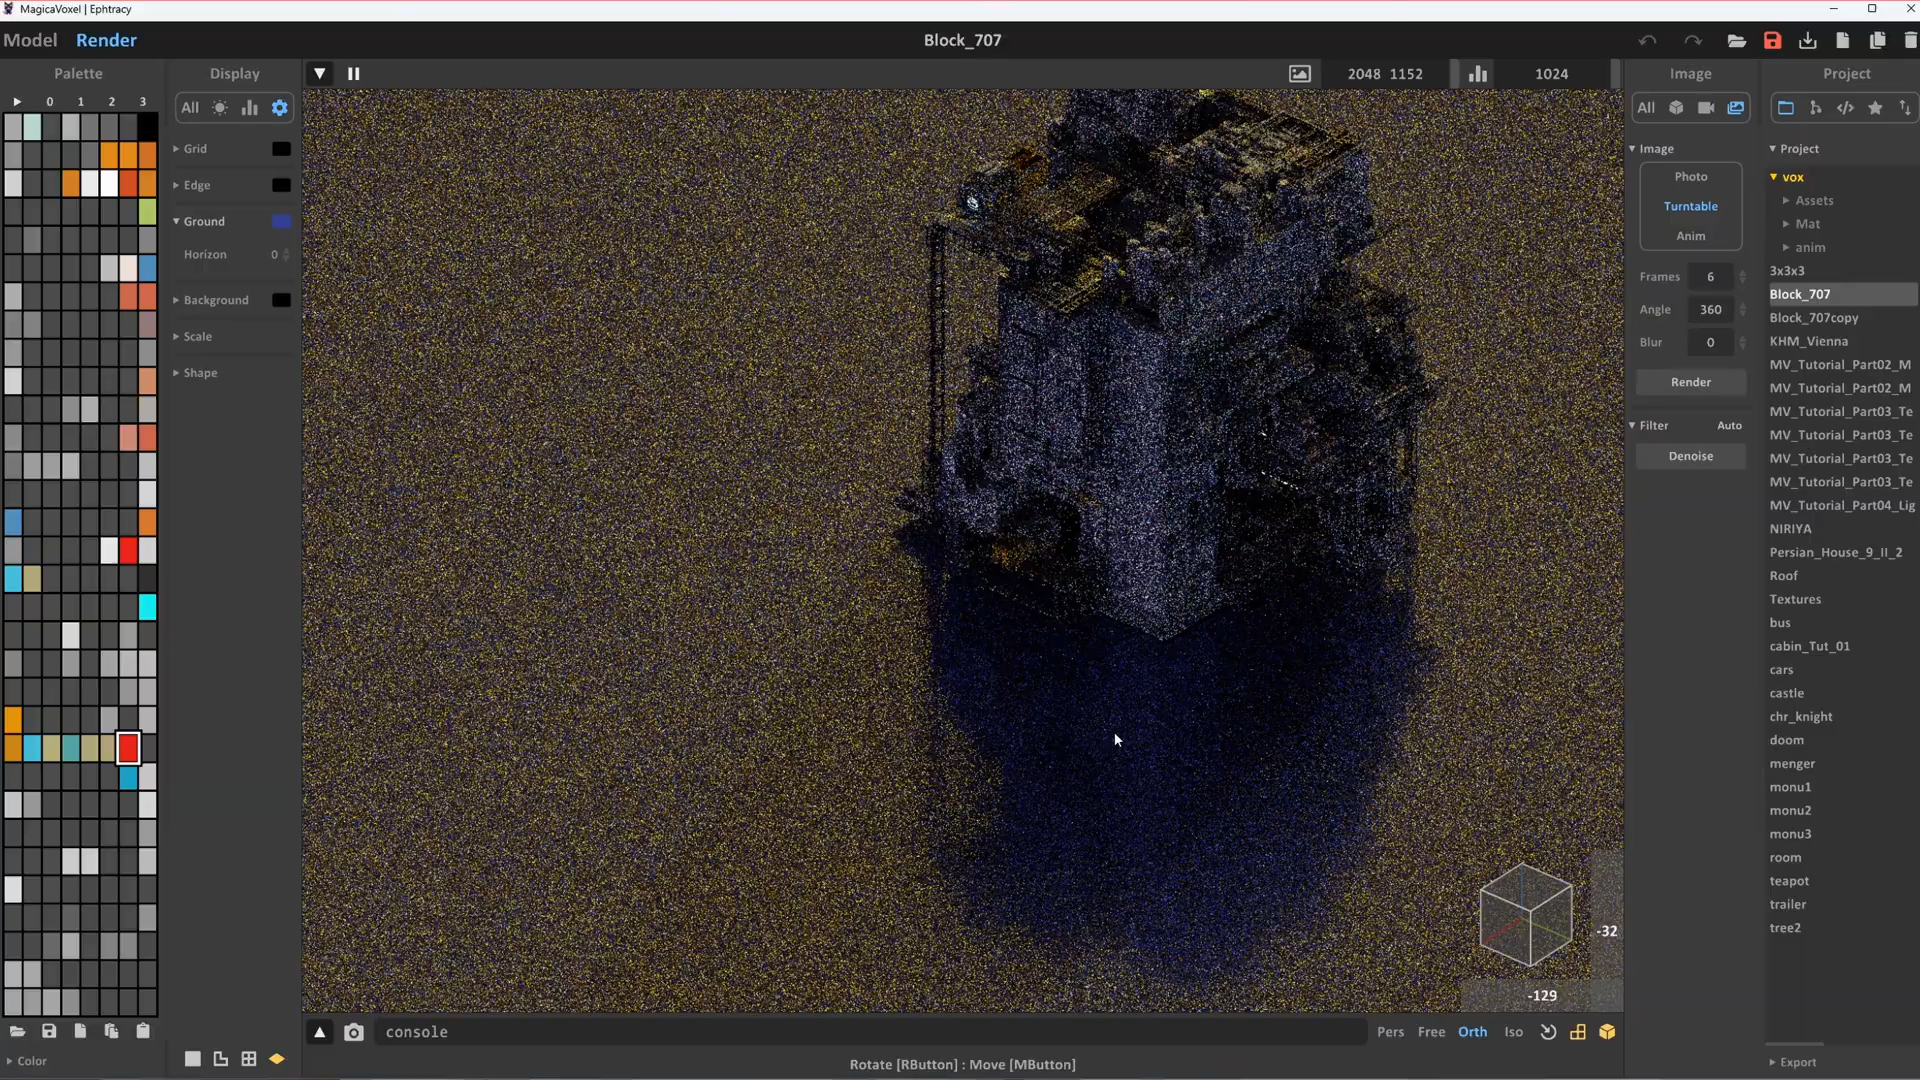 MagicaVoxel | Ephtracy
Model Render
Block_707
Palette
0 1 2 3
Color
Display
All
Grid
Edge
Ground
Horizon 0
Background
Scale
Shape
2048 1152
1024
console
Pers Free Orth Iso
Rotate [RButton] : Move [MButton]
-32
-129
Image
All
Image
Photo
Turntable
Anim
Frames 6
Angle 360
Blur 0
Render
Filter Auto
Denoise
Project
Project
vox
Assets
Mat
anim
3x3x3
Block_707
Block_707copy
KHM_Vienna
MV_Tutorial_Part02_M
MV_Tutorial_Part02_M
MV_Tutorial_Part03_Te
MV_Tutorial_Part03_Te
MV_Tutorial_Part03_Te
MV_Tutorial_Part03_Te
MV_Tutorial_Part04_Lig
NIRIYA
Persian_House_9_II_2
Roof
Textures
bus
cabin_Tut_01
cars
castle
chr_knight
doom
menger
monu1
monu2
monu3
room
teapot
trailer
tree2
Export